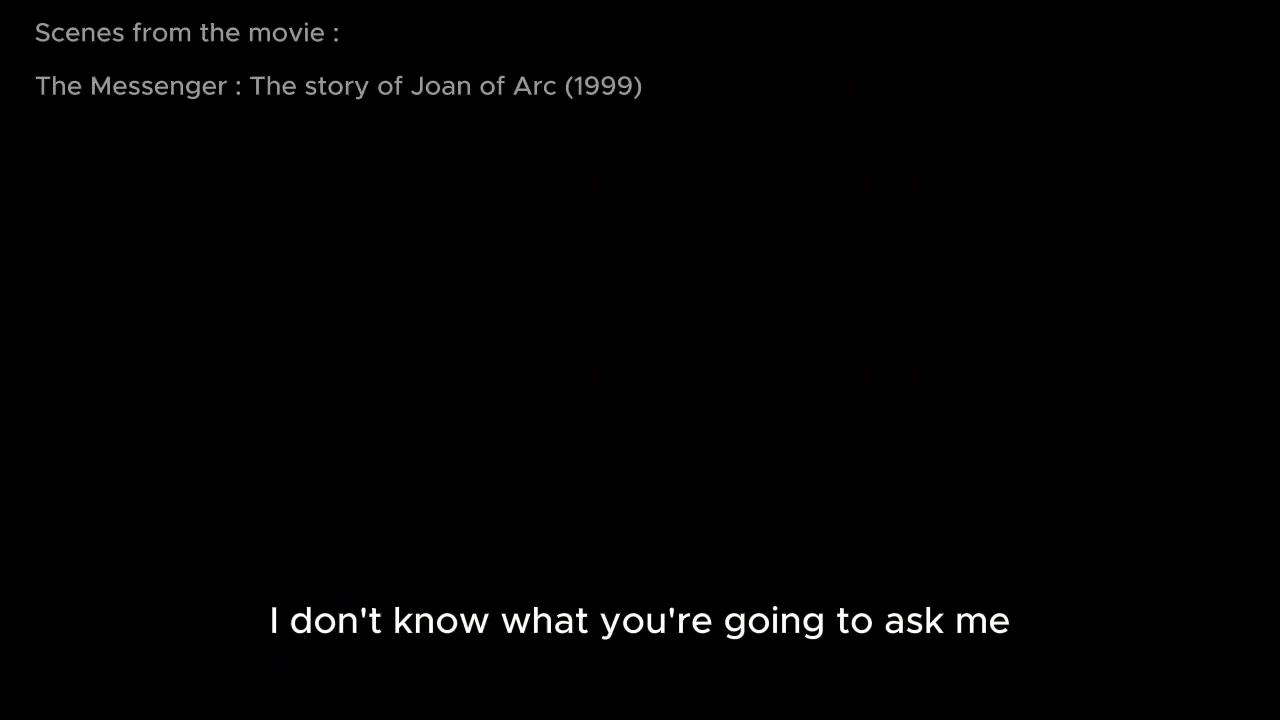 Scenes from the movie :
The Messenger : The story of Joan of Arc (1999)
I don't know what you're going to ask me